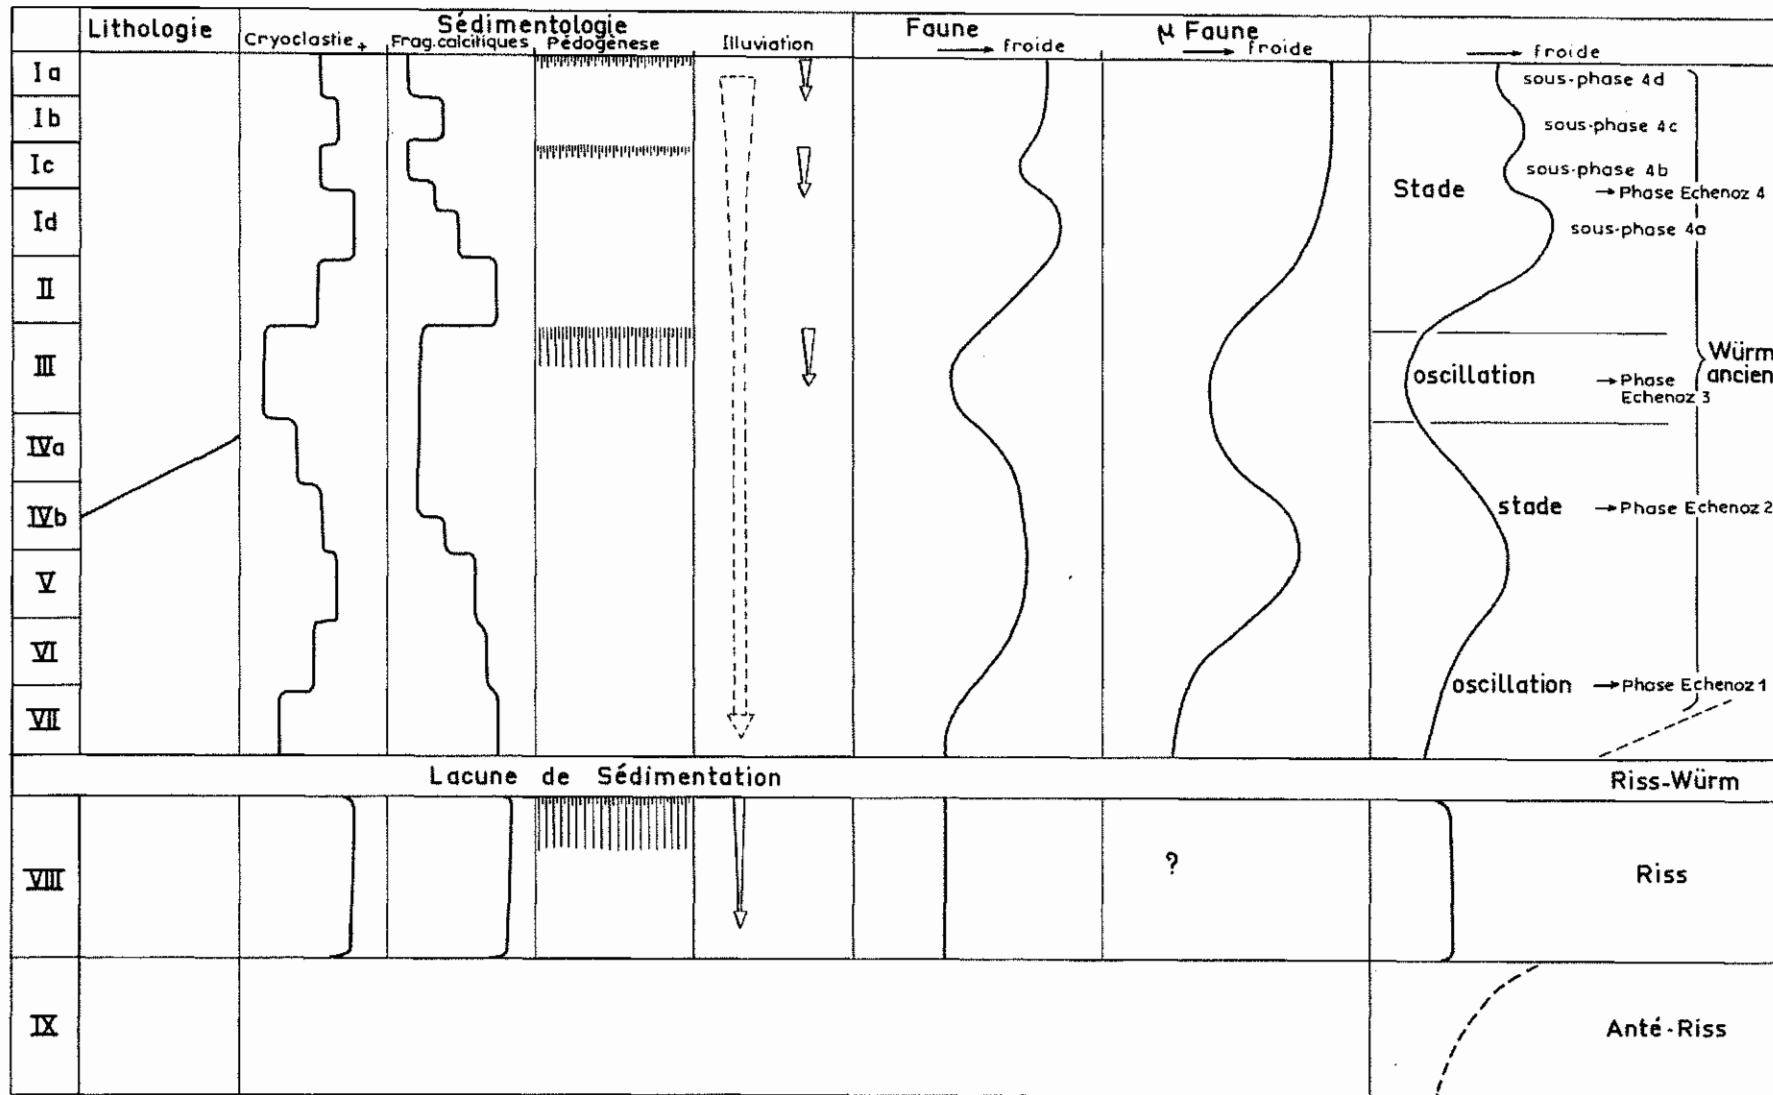 Lithologie
Sédimentologie
Cryoclastie +
Frag.calcitiques
Pédogènese
Illuviation
Faune
→ froide
μ Faune
→ froide
→ froide
Ia
sous-phase 4d
Ib
sous-phase 4c
Ic
sous-phase 4b
Stade
→ Phase Echenoz 4
Id
sous-phase 4a
II
III
Würm
ancien
oscillation
→ Phase
Echenoz 3
IVa
IVb
stade
→ Phase Echenoz 2
V
VI
oscillation
→ Phase Echenoz 1
VII
Lacune de Sédimentation
Riss-Würm
VIII
?
Riss
IX
Anté-Riss